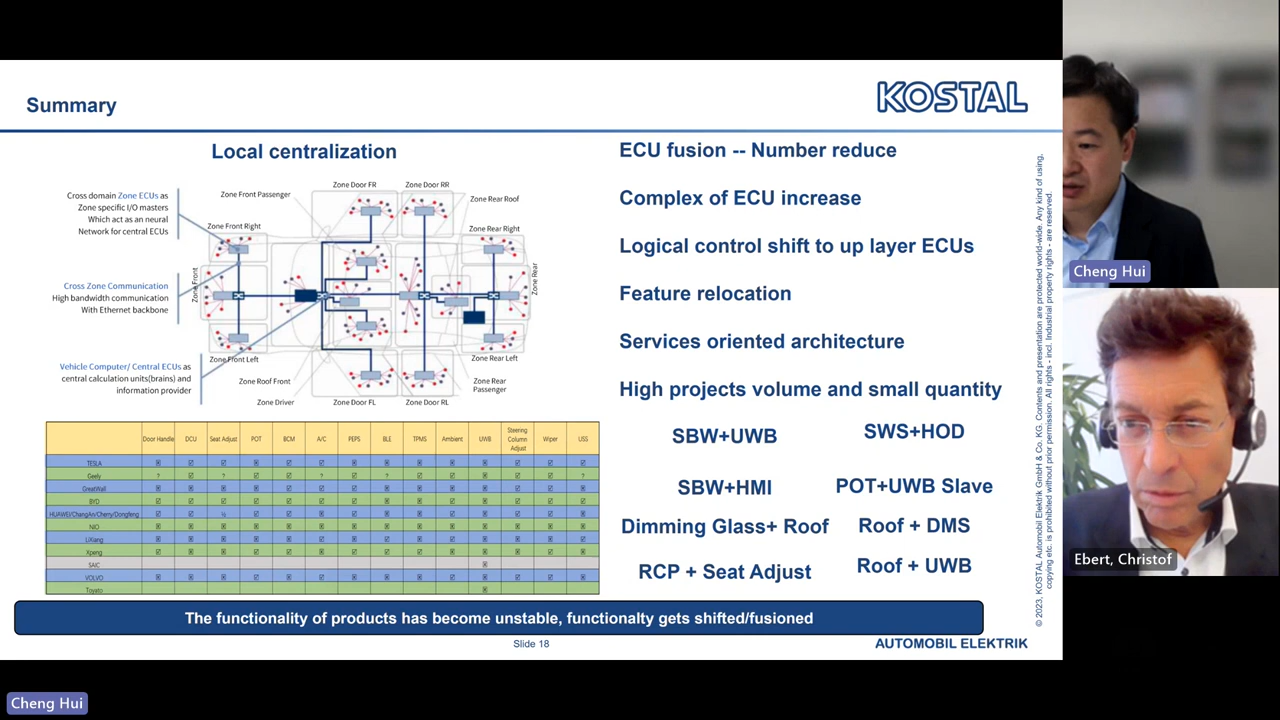 Summary
KOSTAL
Local centralization
Cross domain Zone ECUs as
Zone specific I/O masters
Which act as an neural
Network for central ECUs
Cross Zone Communication
High bandwidth communication
With Ethernet backbone
Vehicle Computer/ Central ECUs as
central calculation units(brains) and
information provider
Zone Front Passenger
Zone Door FR
Zone Door RR
Zone Rear Roof
Zone Front Right
Zone Rear Right
Zone Front
Zone Rear
Zone Front Left
Zone Rear Left
Zone Roof Front
Zone Rear
Passenger
Zone Driver
Zone Door FL
Zone Door RL
Door Handle DCU Seat Adjust POT BCM A/C PEPS BLE TPMS Ambient UWB Steering Column Adjust Wiper USS
TESLA ☒ ☑ ☑ ☒ ☑ ☑
Geely
GreatWall
BYD
HUAWEI/ChangAn/Cherry/Dongfeng
NIO
LiXiang
Xpeng
SAIC
VOLVO
Toyato
ECU fusion -- Number reduce
Complex of ECU increase
Logical control shift to up layer ECUs
Feature relocation
Services oriented architecture
High projects volume and small quantity
SBW+UWB
SWS+HOD
SBW+HMI
POT+UWB Slave
Dimming Glass+ Roof
Roof + DMS
RCP + Seat Adjust
Roof + UWB
The functionality of products has become unstable, functionalty gets shifted/fusioned
Slide 18
AUTOMOBIL ELEKTRIK
© 2023, KOSTAL Automobil Elektrik GmbH & Co. KG. Contents and presentation are protected world-wide. Any kind of using,
copying etc. is prohibited without prior permission. All rights - incl. Industrial property rights - are reserved.
Cheng Hui
Ebert, Christof
Cheng Hui